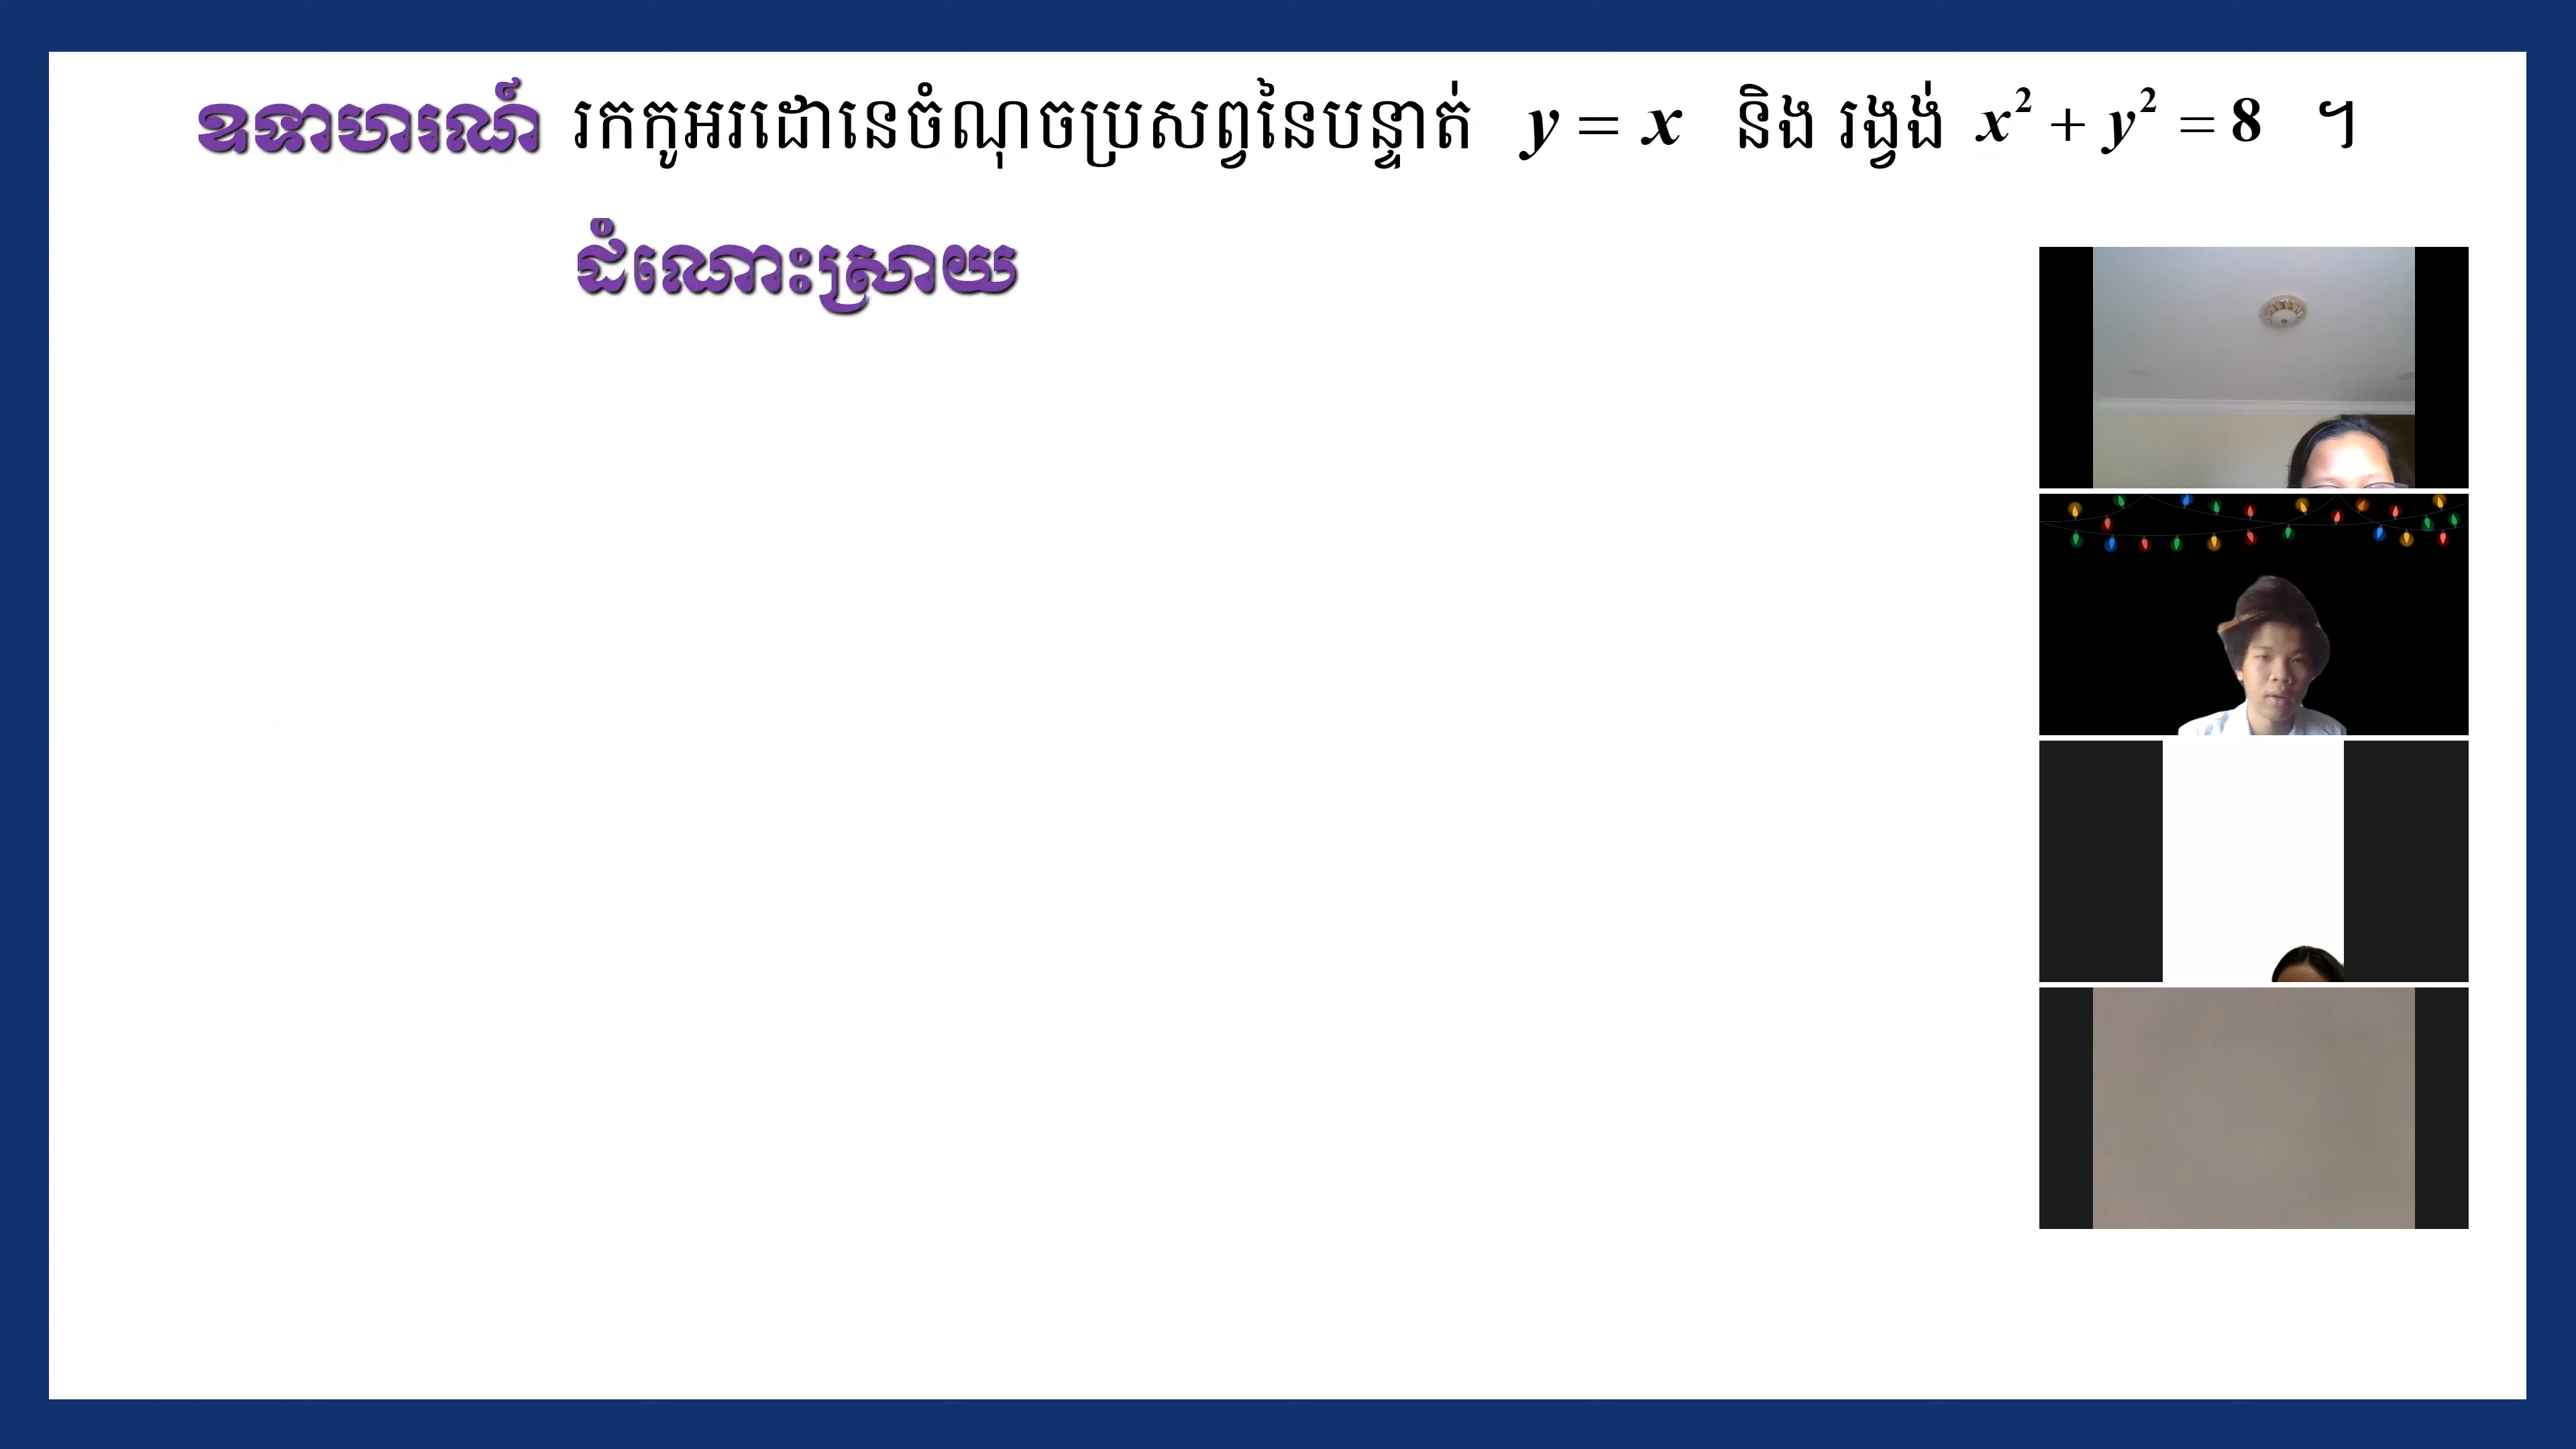 ឧទាហរណ៍ រកកូអរដោនេចំណុចប្រសព្វនៃបន្ទាត់ y = x និង រង្វង់ x² + y² = 8 ។
ដំណោះស្រាយ